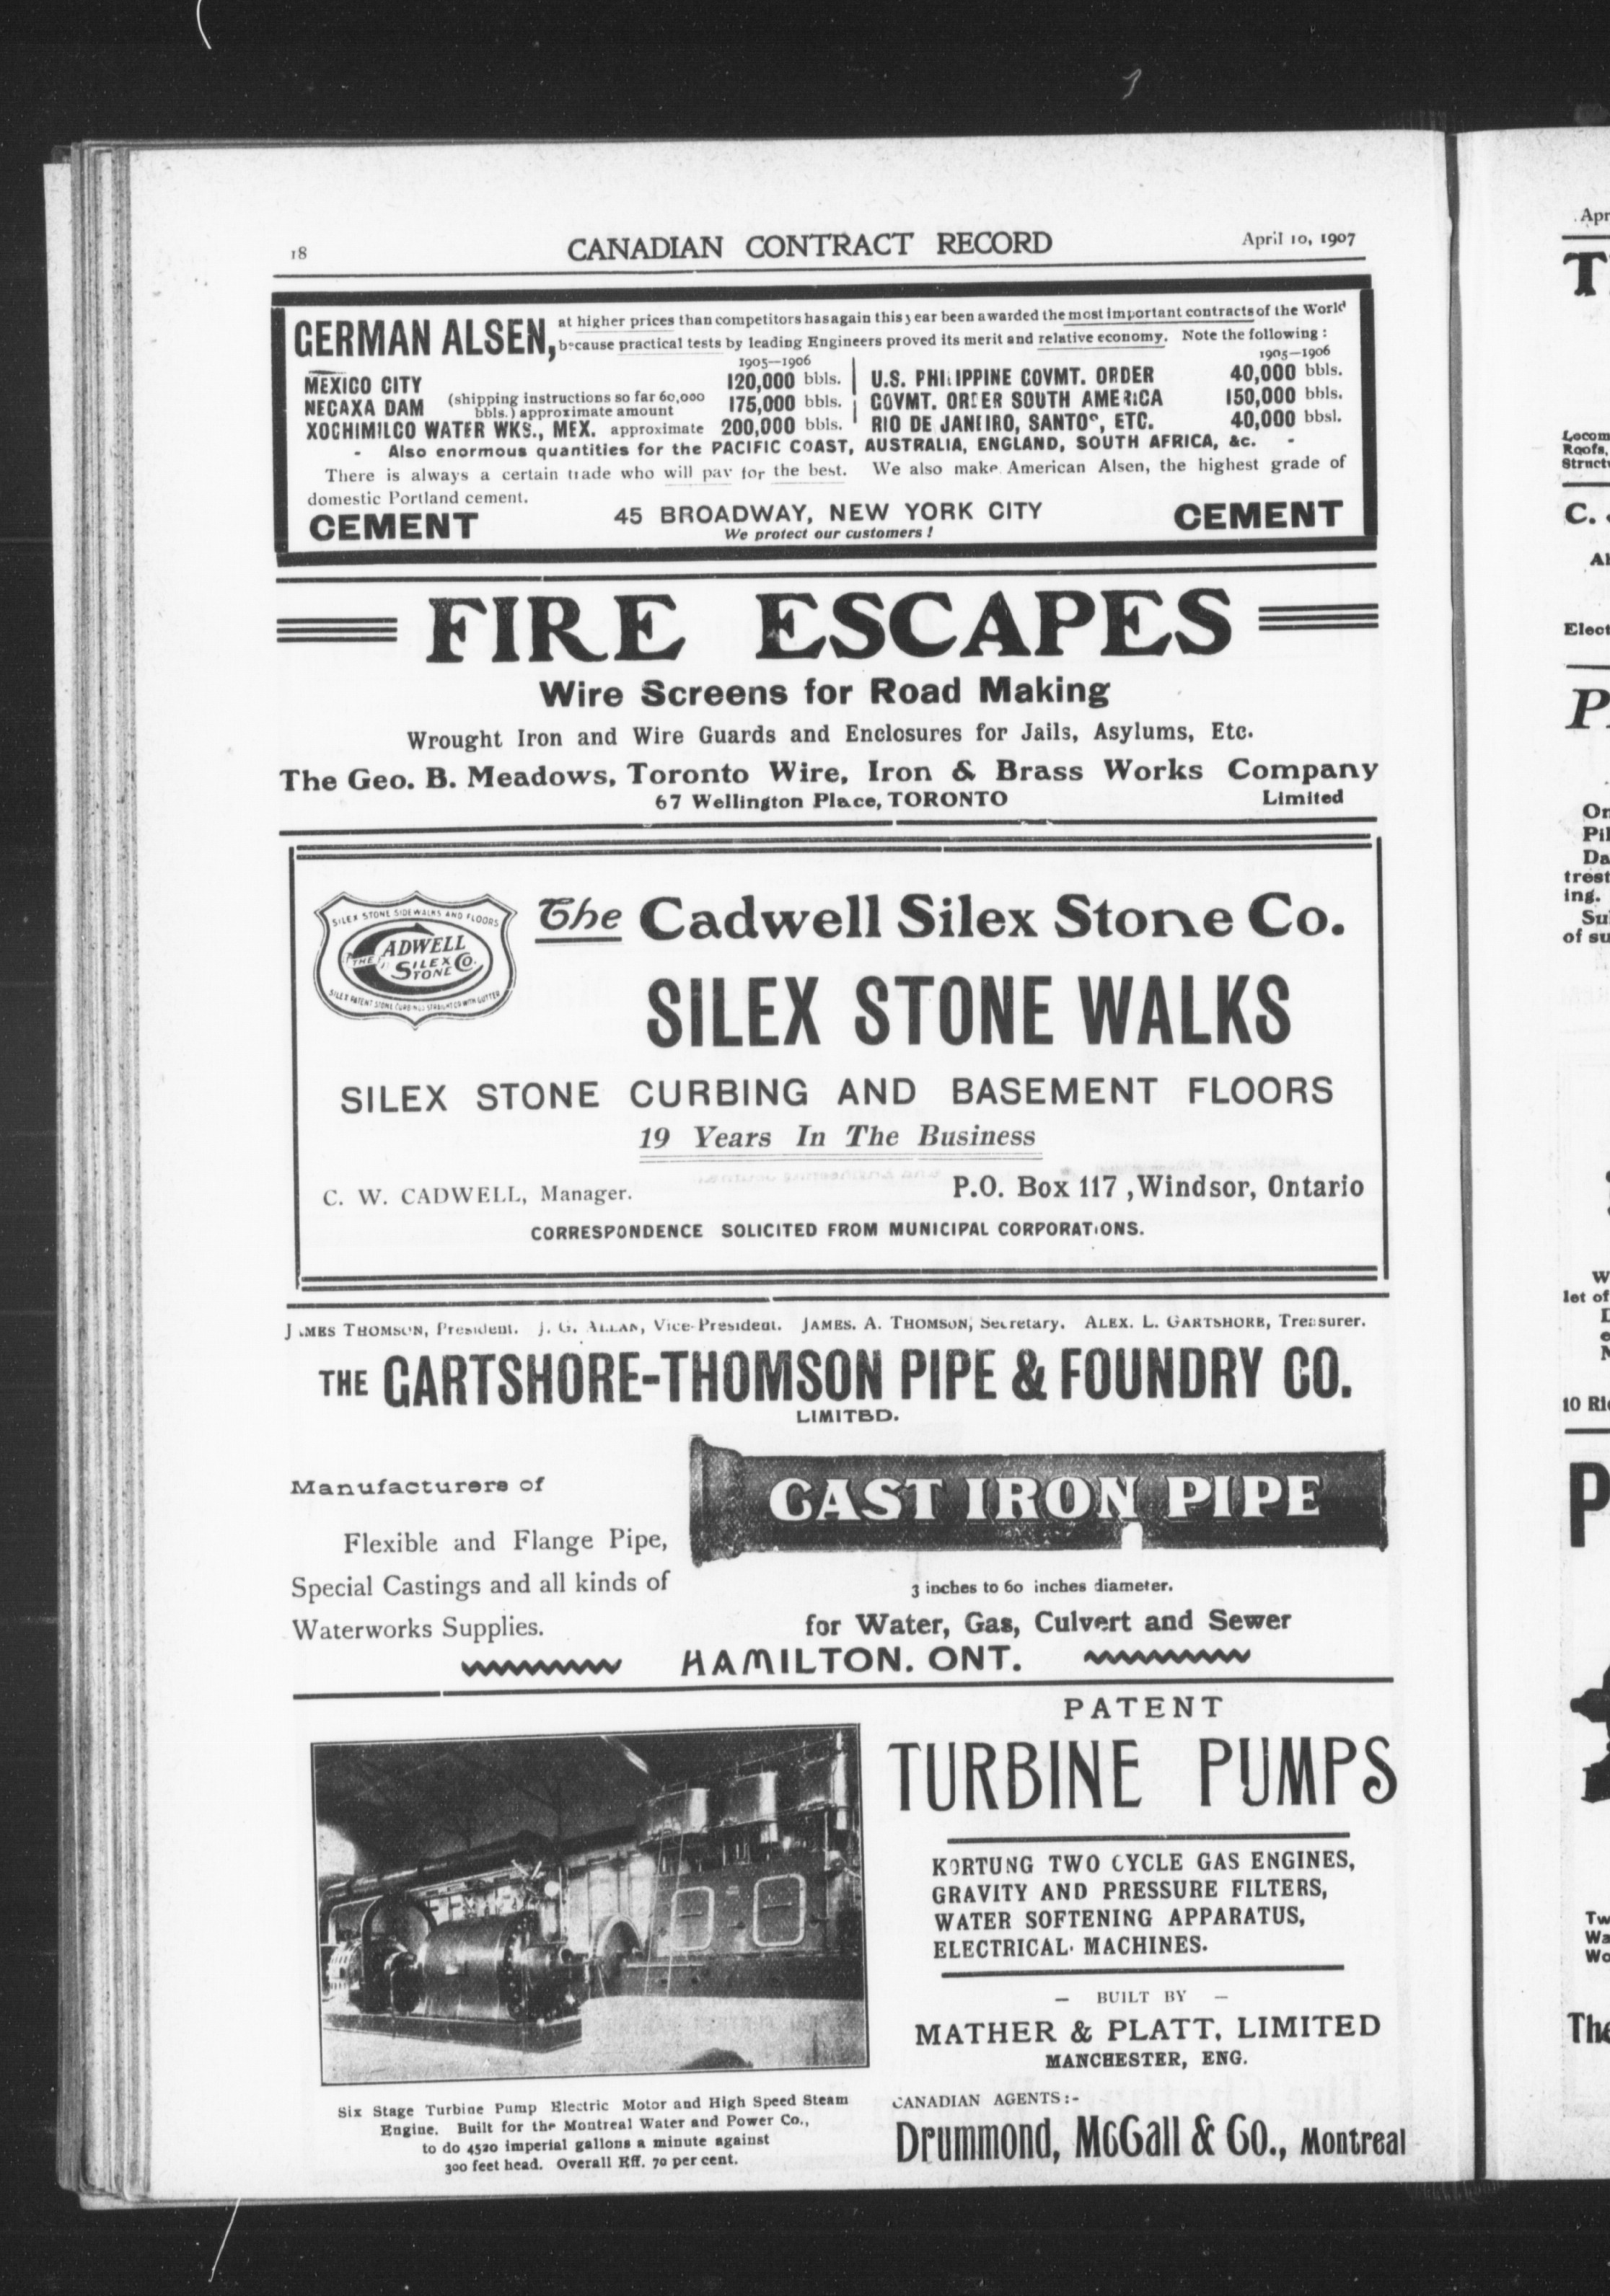 18
CANADIAN CONTRACT RECORD
April 10, 1907
GERMAN ALSEN, at higher prices than competitors has again this year been awarded the most important contracts of the World
because practical tests by leading Engineers proved its merit and relative economy. Note the following :
1905—1906
1905—1906
MEXICO CITY 120,000 bbls.
NECAXA DAM (shipping instructions so far 60,000 bbls.) approximate amount 175,000 bbls.
XOCHIMILCO WATER WKS., MEX. approximate 200,000 bbls.
U.S. PHILIPPINE COVMT. ORDER 40,000 bbls.
GOVMT. ORDER SOUTH AMERICA 150,000 bbls.
RIO DE JANEIRO, SANTOS, ETC. 40,000 bbsl.
- Also enormous quantities for the PACIFIC COAST, AUSTRALIA, ENGLAND, SOUTH AFRICA, &c. -
There is always a certain trade who will pay for the best. We also make American Alsen, the highest grade of
domestic Portland cement.
CEMENT 45 BROADWAY, NEW YORK CITY CEMENT
We protect our customers !
FIRE ESCAPES
Wire Screens for Road Making
Wrought Iron and Wire Guards and Enclosures for Jails, Asylums, Etc.
The Geo. B. Meadows, Toronto Wire, Iron & Brass Works Company
67 Wellington Place, TORONTO Limited
SILEX STONE SIDEWALKS AND FLOORS
THE CADWELL
SILEX CO.
STONE
The Cadwell Silex Stone Co.
SILEX STONE WALKS
SILEX STONE CURBING AND BASEMENT FLOORS
19 Years In The Business
C. W. CADWELL, Manager. P.O. Box 117 , Windsor, Ontario
CORRESPONDENCE SOLICITED FROM MUNICIPAL CORPORATIONS.
JAMES THOMSON, President. J. G. ALLAN, Vice-President. JAMES. A. THOMSON, Secretary. ALEX. L. GARTSHORE, Treasurer.
THE GARTSHORE-THOMSON PIPE & FOUNDRY CO.
LIMITED.
Manufacturers of
Flexible and Flange Pipe,
Special Castings and all kinds of
Waterworks Supplies.
CAST IRON PIPE
3 inches to 60 inches diameter.
for Water, Gas, Culvert and Sewer
HAMILTON. ONT.
PATENT
TURBINE PUMPS
KORTUNG TWO CYCLE GAS ENGINES,
GRAVITY AND PRESSURE FILTERS,
WATER SOFTENING APPARATUS,
ELECTRICAL MACHINES.
— BUILT BY —
MATHER & PLATT, LIMITED
MANCHESTER, ENG.
CANADIAN AGENTS :-
Drummond, McCall & Co., Montreal
Six Stage Turbine Pump Electric Motor and High Speed Steam
Engine. Built for the Montreal Water and Power Co.,
to do 4520 imperial gallons a minute against
300 feet head. Overall Eff. 70 per cent.